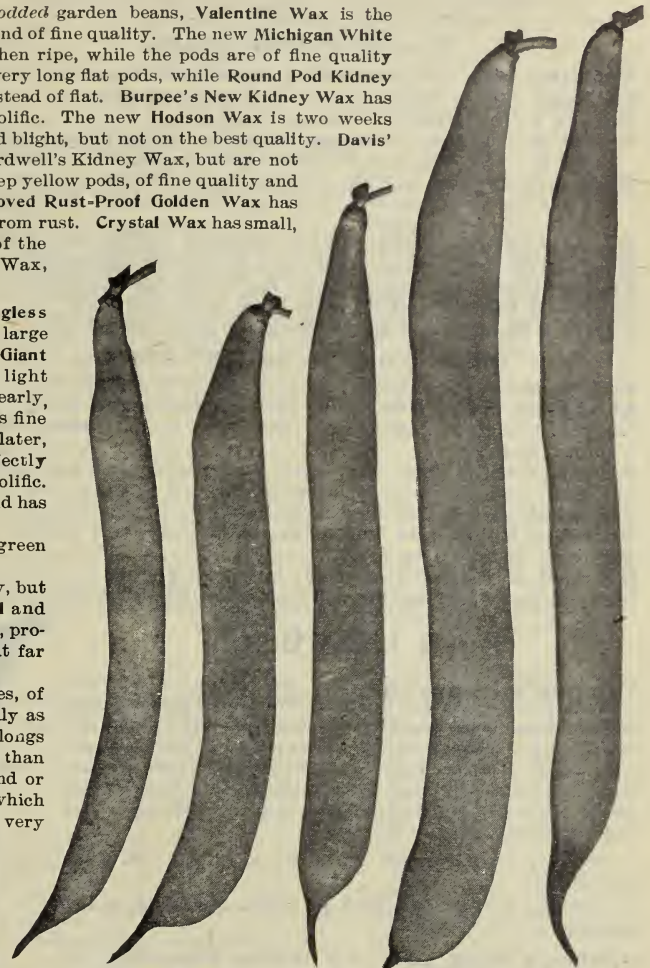 odded garden beans, Valentine Wax is the
nd of fine quality. The new Michigan White
hen ripe, while the pods are of fine quality
very long flat pods, while Round Pod Kidney
stead of flat. Burpee's New Kidney Wax has
olific. The new Hodson Wax is two weeks
d blight, but not on the best quality. Davis'
rdwell's Kidney Wax, but are not
ep yellow pods, of fine quality and
oved Rust=Proof Golden Wax has
rom rust. Crystal Wax has small,
of the
Wax,
gless
large
Giant
light
early,
s fine
later,
ectly
olific.
d has
green
y, but
l and
, pro-
t far
es, of
ly as
longs
than
nd or
which
very